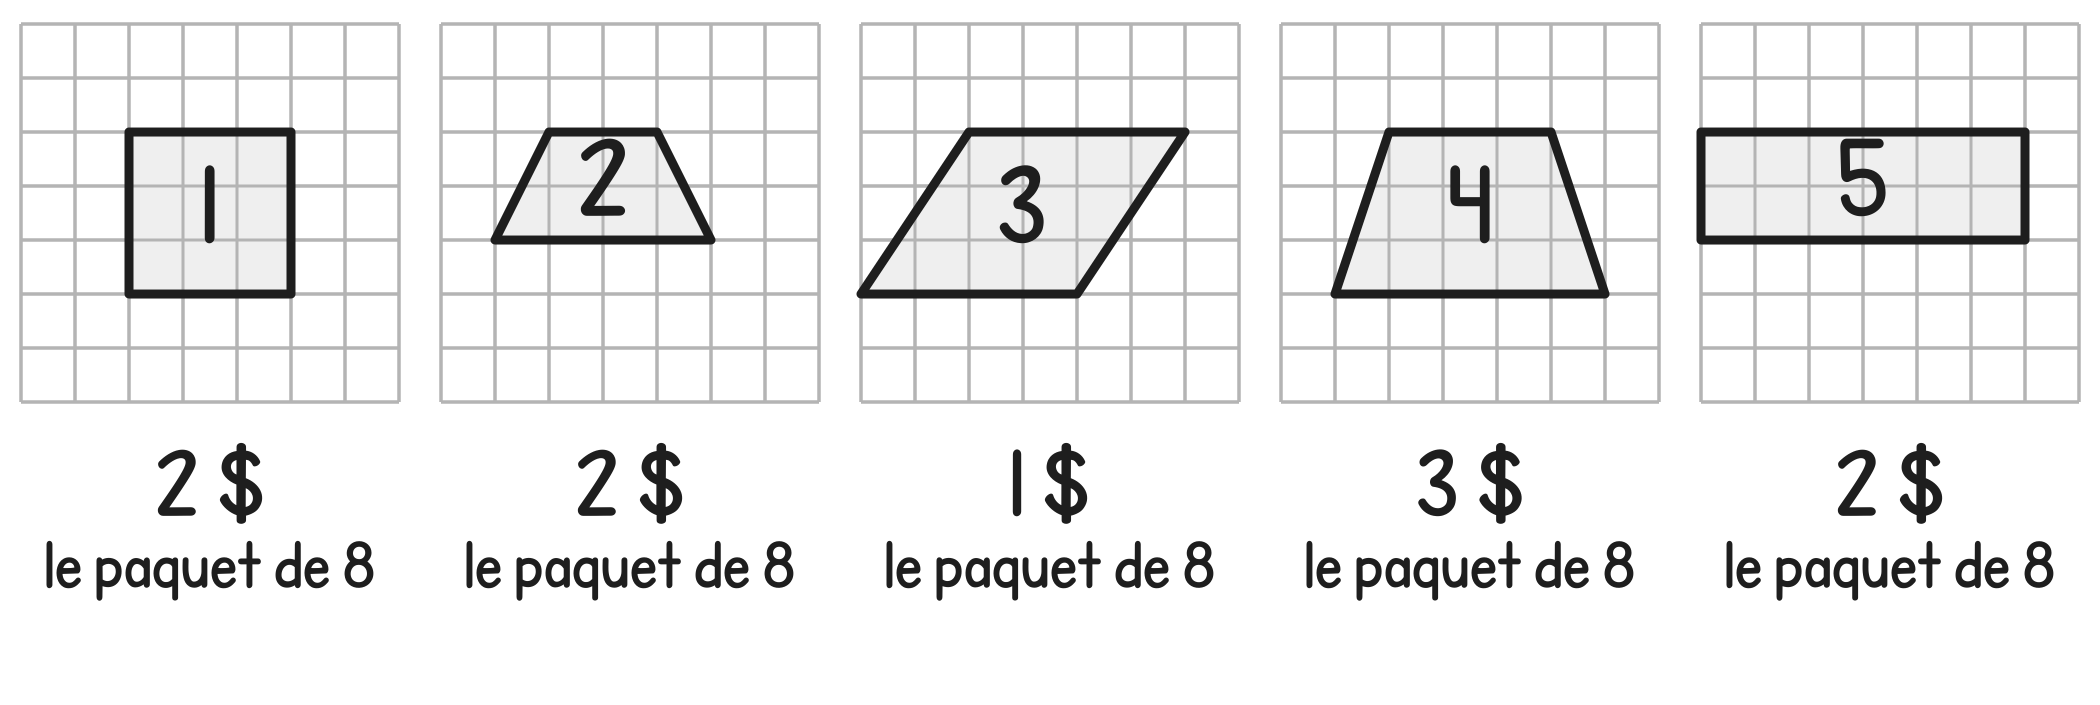 1 2 3 4 5
2 $ 2 $ 1 $ 3 $ 2 $
le paquet de 8 le paquet de 8 le paquet de 8 le paquet de 8 le paquet de 8